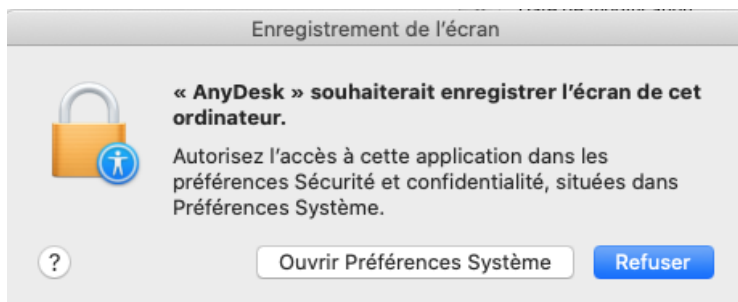 Enregistrement de l’écran
« AnyDesk » souhaiterait enregistrer l’écran de cet
ordinateur.
Autorisez l’accès à cette application dans les
préférences Sécurité et confidentialité, situées dans
Préférences Système.
?
Ouvrir Préférences Système
Refuser